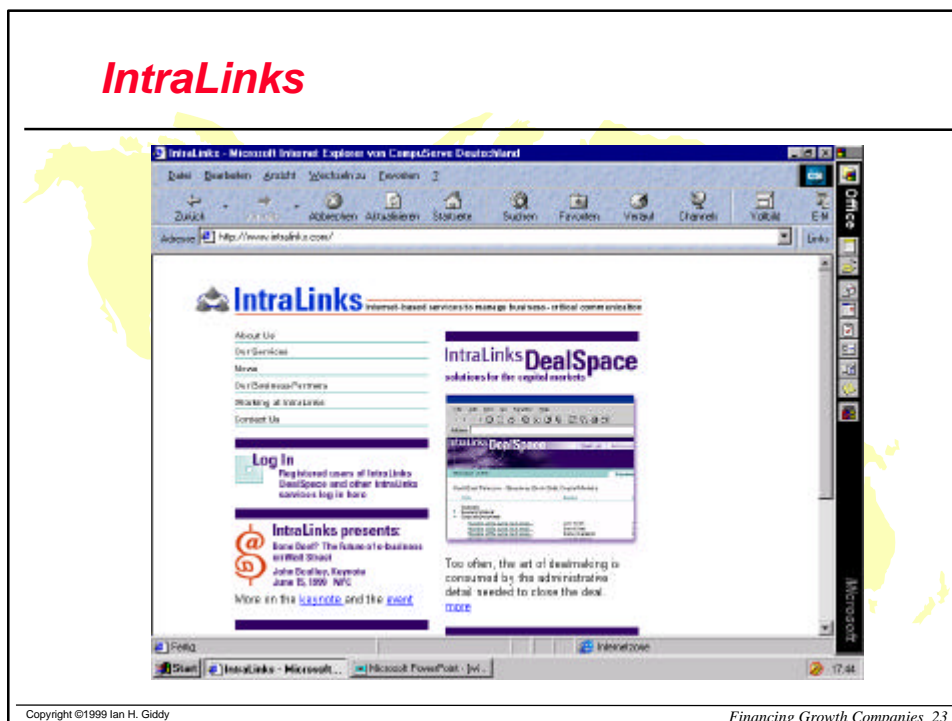 IntraLinks
IntraLinks - Microsoft Internet Explorer von CompuServe Deutschland
Datei Bearbeiten Ansicht Wechseln zu Favoriten ?
Zurück Abbrechen Aktualisieren Startseite Suchen Favoriten Verlauf Channels Vollbild E-M
Adresse http://www.intralinks.com/ Links
Office
IntraLinks internet-based services to manage business-critical communication
About Us
Our Services
News
Our Business Partners
Working at IntraLinks
Contact Us
IntraLinks DealSpace
solutions for the capital markets
Log In
Registered users of IntraLinks
DealSpace and other IntraLinks
services log in here
IntraLinks DealSpace
IntraLinks presents:
Done Deal? The future of e-business
on Wall Street
John Sculley, Keynote
June 15, 1999 NYC
More on the keynote and the event
Too often, the art of dealmaking is
consumed by the administrative
detail needed to close the deal.
more
Microsoft
Fertig Internetzone
Start IntraLinks - Microsoft ... Microsoft PowerPoint - [wi... 17:44
Copyright ©1999 Ian H. Giddy Financing Growth Companies 23